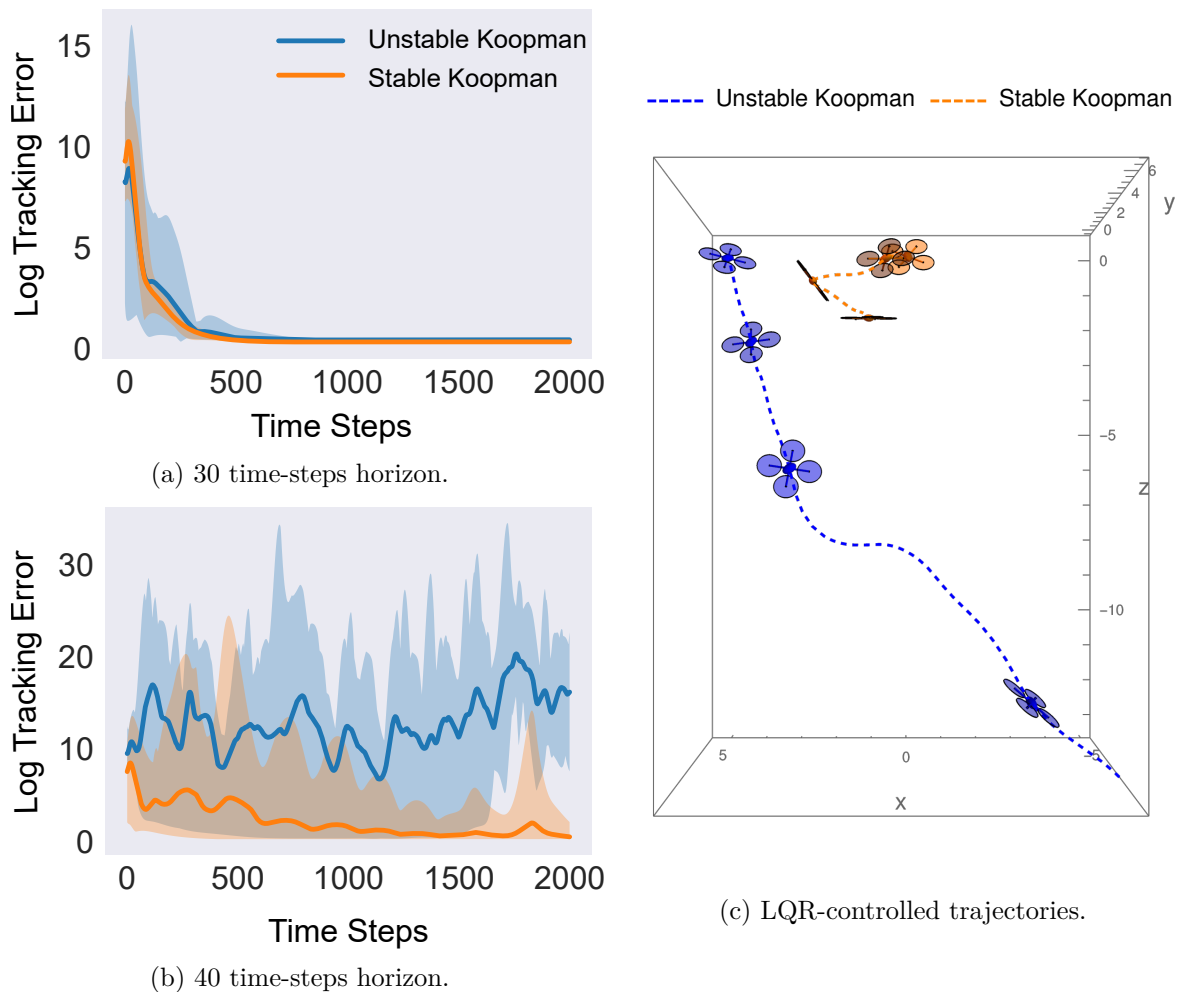 15
10
5
0
Log Tracking Error
Unstable Koopman
Stable Koopman
0 500 1000 1500 2000
Time Steps
(a) 30 time-steps horizon.
30
20
10
0
Log Tracking Error
0 500 1000 1500 2000
Time Steps
(b) 40 time-steps horizon.
Unstable Koopman Stable Koopman
6
4
2
0
y
0
-5
z
-10
5 0 -5
x
(c) LQR-controlled trajectories.